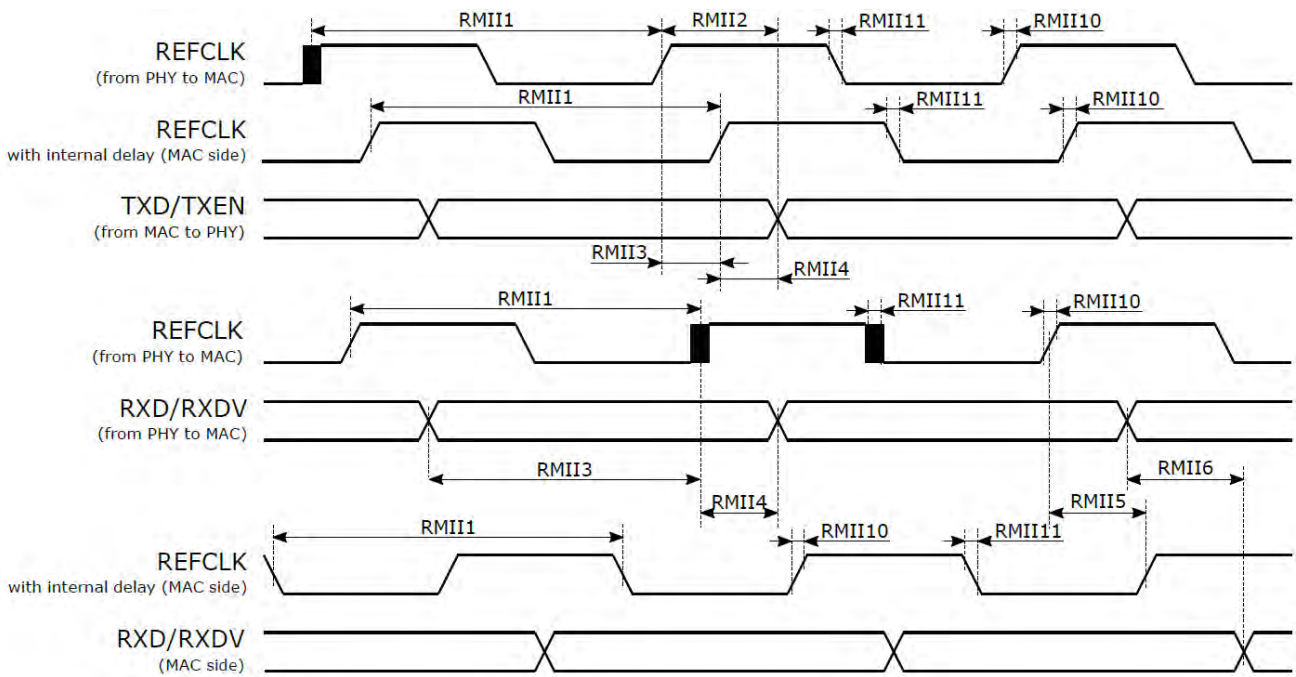 RMII1 RMII2 RMII11 RMII10
REFCLK
(from PHY to MAC)
RMII1 RMII11 RMII10
REFCLK
with internal delay (MAC side)
TXD/TXEN
(from MAC to PHY)
RMII3 RMII4
RMII1 RMII11 RMII10
REFCLK
(from PHY to MAC)
RXD/RXDV
(from PHY to MAC)
RMII3 RMII6
RMII4 RMII5
RMII1 RMII10 RMII11
REFCLK
with internal delay (MAC side)
RXD/RXDV
(MAC side)